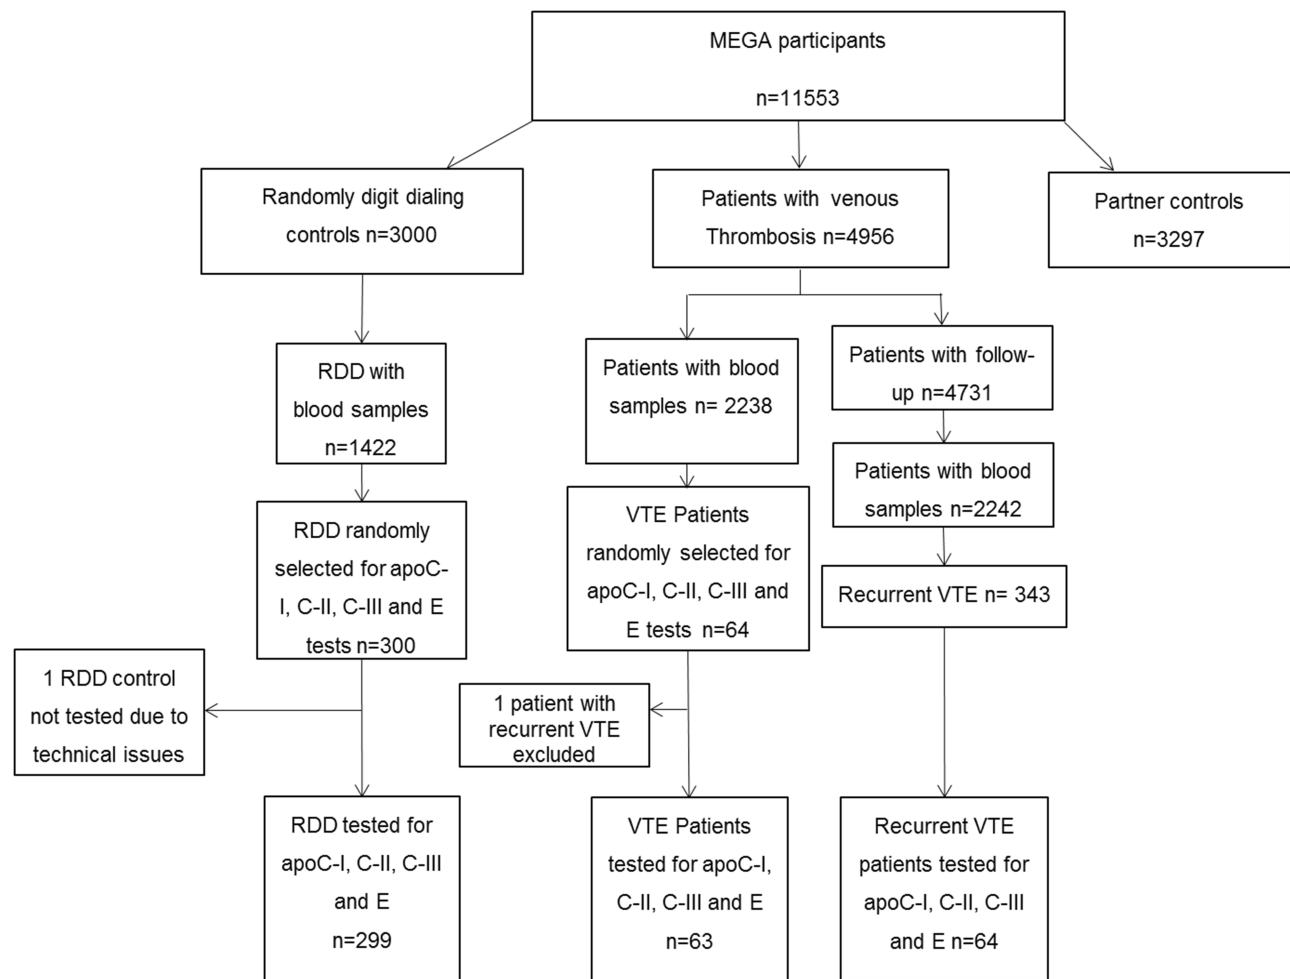 MEGA participants
n=11553
Randomly digit dialing
controls n=3000
Patients with venous
Thrombosis n=4956
Partner controls
n=3297
RDD with
blood samples
n=1422
Patients with blood
samples n= 2238
Patients with follow-
up n=4731
Patients with blood
samples n=2242
RDD randomly
selected for apoC-
I, C-II, C-III and E
tests n=300
VTE Patients
randomly selected for
apoC-I, C-II, C-III and
E tests n=64
Recurrent VTE n= 343
1 RDD control
not tested due to
technical issues
1 patient with
recurrent VTE
excluded
RDD tested for
apoC-I, C-II, C-III
and E
n=299
VTE Patients
tested for apoC-I,
C-II, C-III and E
n=63
Recurrent VTE
patients tested for
apoC-I, C-II, C-III
and E n=64